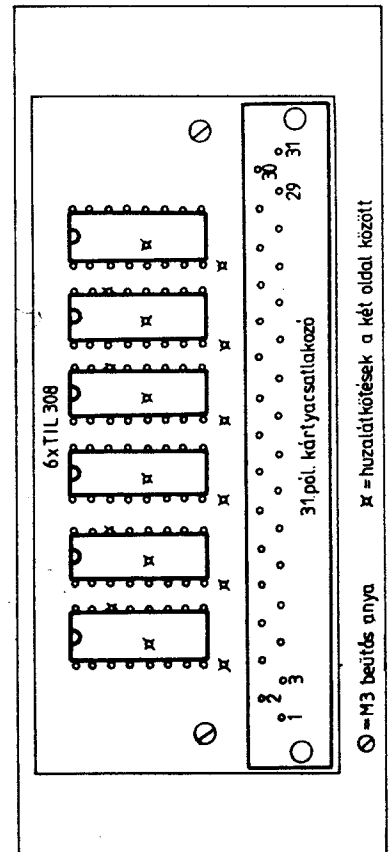 6xTIL 308
30
31
29
31.pól. kártyacsatlakozó
2
3
1
⊘ = M3 beütős anya
¤ = huzalátkötések a két oldal között